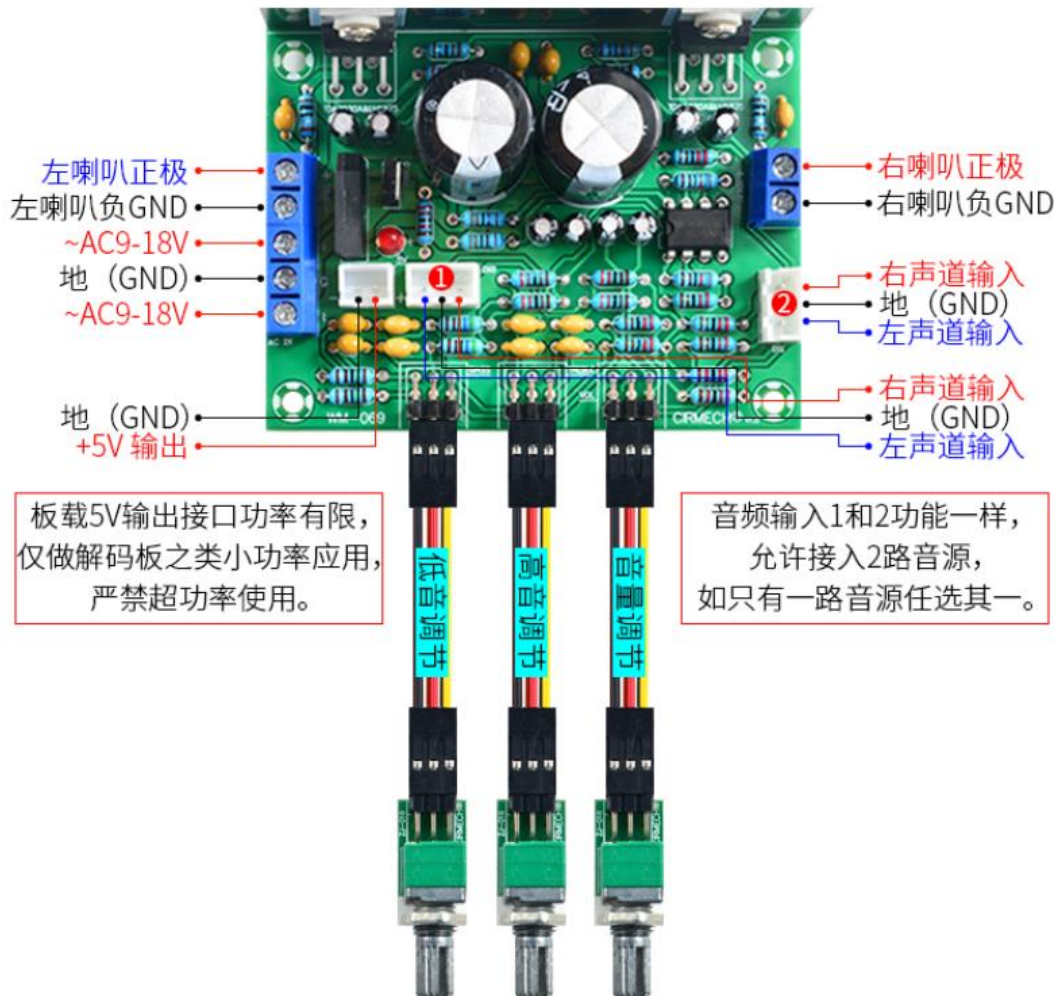 左喇叭正极
左喇叭负GND
~AC9-18V
地（GND）
~AC9-18V
地（GND）
+5V 输出
右喇叭正极
右喇叭负GND
右声道输入
地（GND）
左声道输入
右声道输入
地（GND）
左声道输入
1
2
WM-069
板载5V输出接口功率有限，
仅做解码板之类小功率应用，
严禁超功率使用。
音频输入1和2功能一样，
允许接入2路音源，
如只有一路音源任选其一。
低音调节
高音调节
音量调节